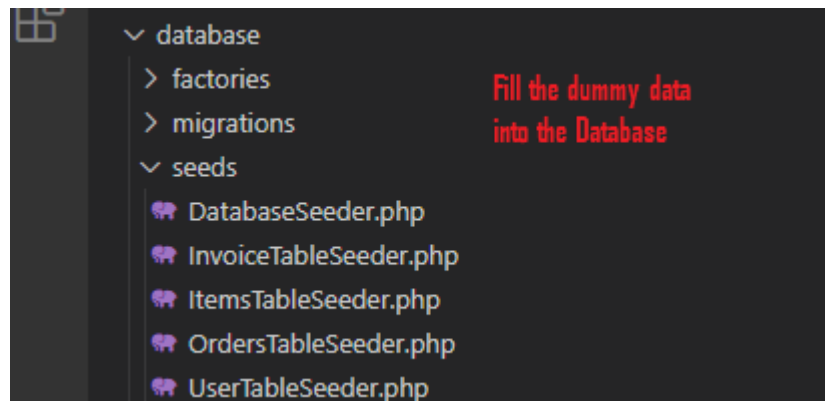 database
factories
migrations
seeds
DatabaseSeeder.php
InvoiceTableSeeder.php
ItemsTableSeeder.php
OrdersTableSeeder.php
UserTableSeeder.php
Fill the dummy data
into the Database